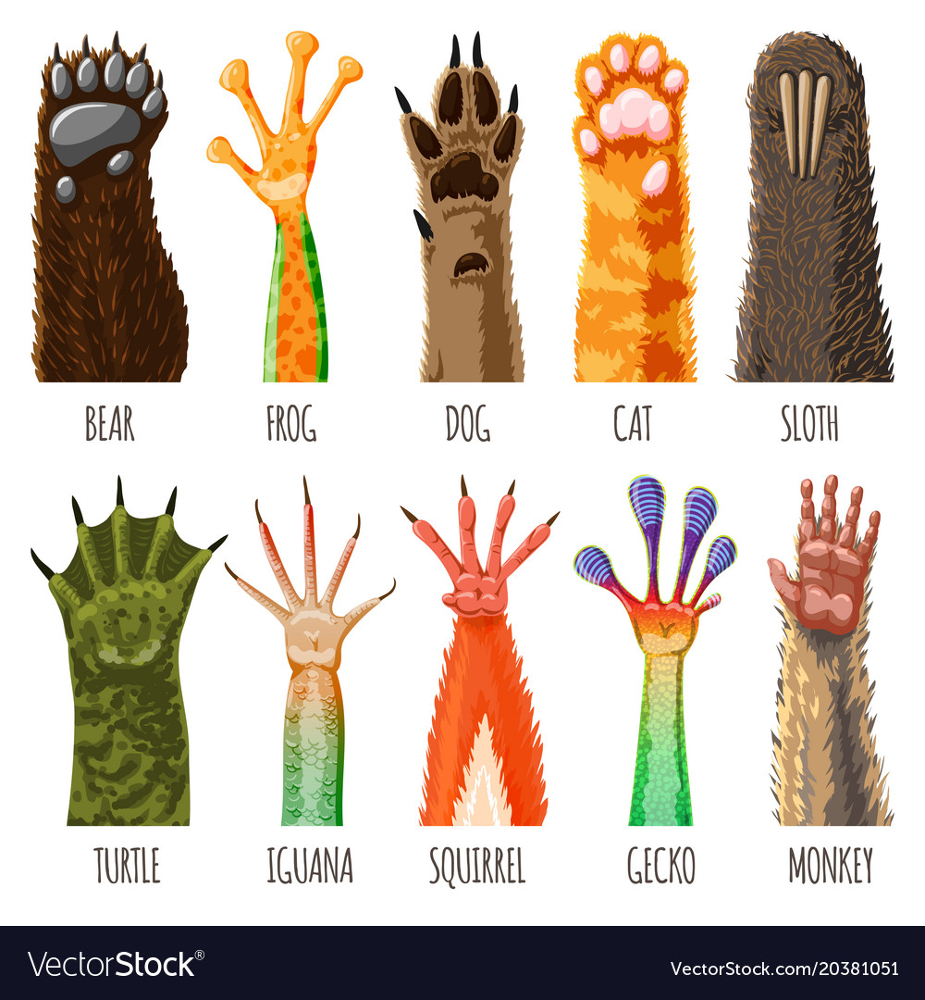 BEAR FROG DOG CAT SLOTH
TURTLE IGUANA SQUIRREL GECKO MONKEY
VectorStock® VectorStock.com/20381051